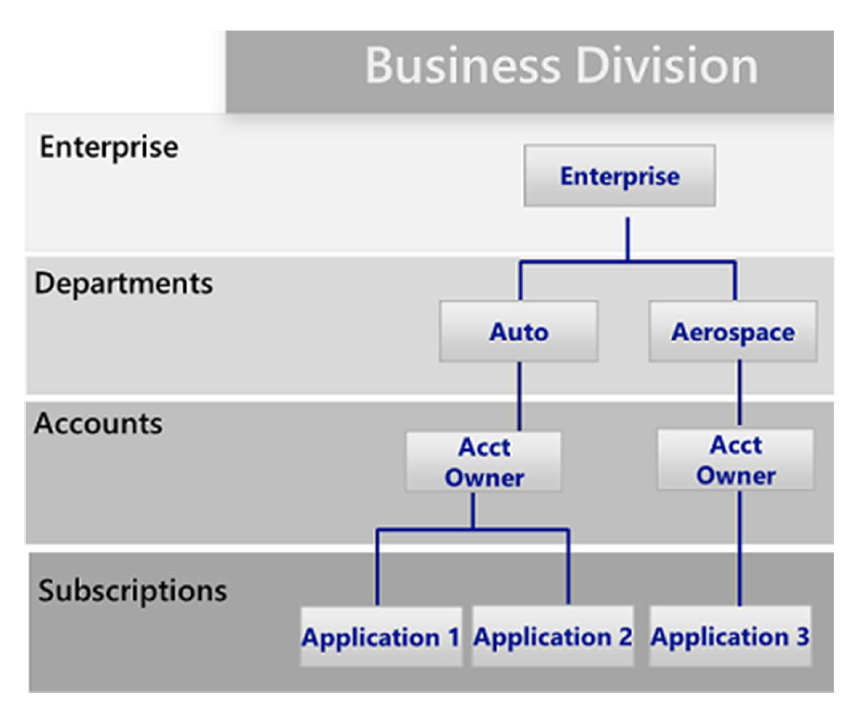 Business Division
Enterprise
Enterprise
Departments
Auto
Aerospace
Accounts
Acct
Owner
Acct
Owner
Subscriptions
Application 1
Application 2
Application 3